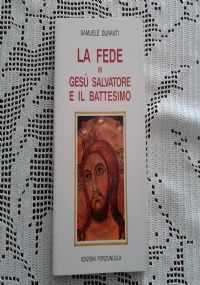 SAMUELE DURANTI
LA FEDE
in
GESÙ SALVATORE
E IL BATTESIMO
EDIZIONI PORZIUNCOLA